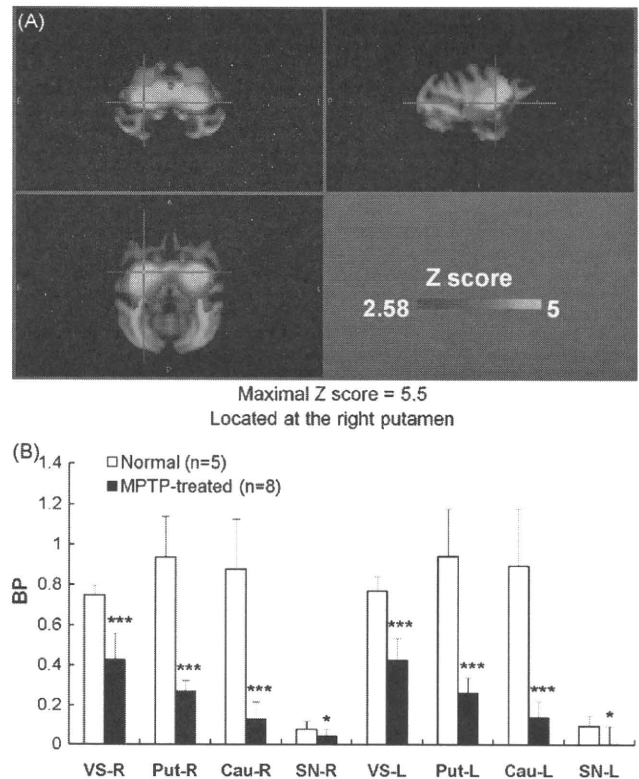 (A)
Z score
2.58 5
Maximal Z score = 5.5
Located at the right putamen
(B)
Normal (n=5)
MPTP-treated (n=8)
1.4
1.2
1
0.8
0.6
0.4
0.2
0
BP
*** *** *** * *** *** *** *
VS-R Put-R Cau-R SN-R VS-L Put-L Cau-L SN-L